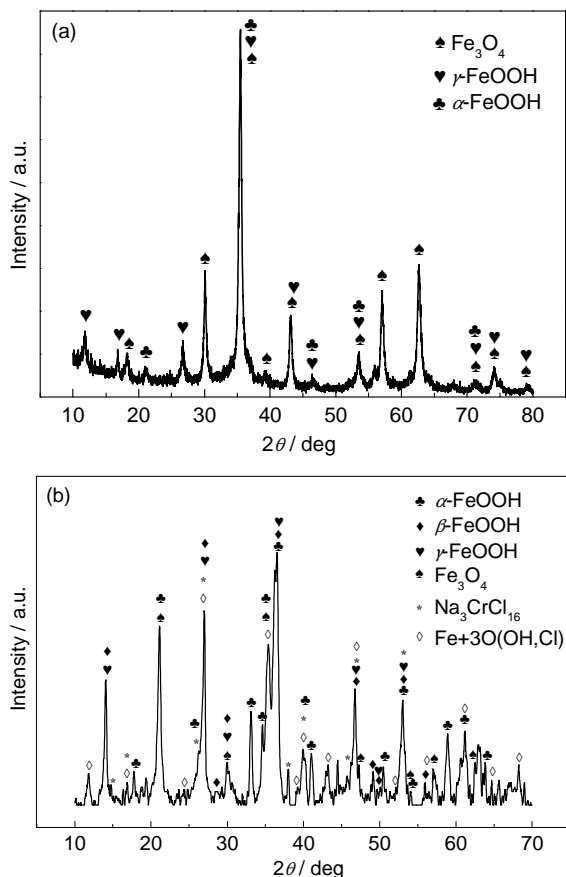 (a)
♠ Fe₃O₄
♥ γ-FeOOH
♣ α-FeOOH
Intensity / a.u.
10 20 30 40 50 60 70 80
2θ / deg
(b)
♣ α-FeOOH
♦ β-FeOOH
♥ γ-FeOOH
♠ Fe₃O₄
* Na₃CrCl₁₆
◊ Fe+3O(OH,Cl)
Intensity / a.u.
10 20 30 40 50 60 70
2θ / deg